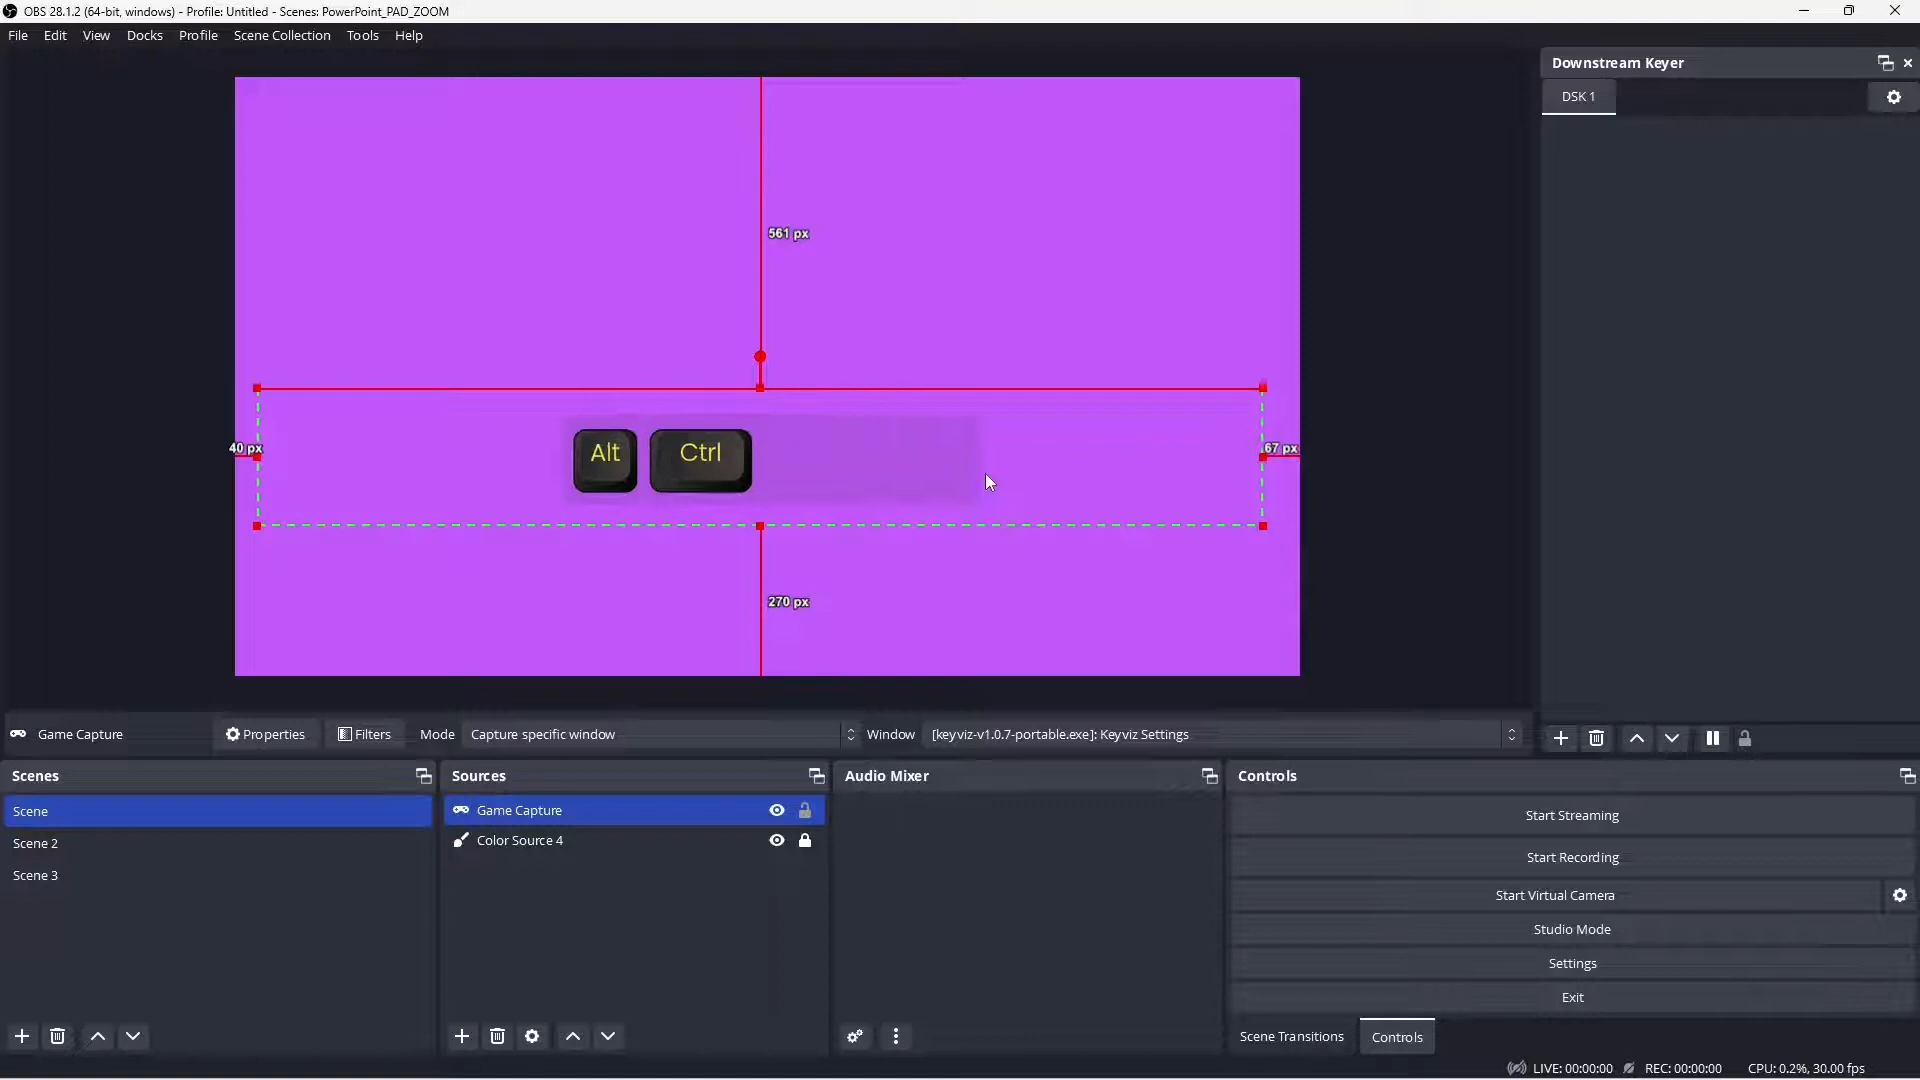 OBS 28.1.2 (64-bit, windows) - Profile: Untitled - Scenes: PowerPoint_PAD_ZOOM
File Edit View Docks Profile Scene Collection Tools Help
Downstream Keyer
DSK 1
561 px
40 px
Alt
Ctrl
67 px
270 px
Game Capture Properties Filters Mode Capture specific window Window [keyviz-v1.0.7-portable.exe]: Keyviz Settings
Scenes
Scene
Scene 2
Scene 3
Sources
Game Capture
Color Source 4
Audio Mixer
Controls
Start Streaming
Start Recording
Start Virtual Camera
Studio Mode
Settings
Exit
Scene Transitions Controls
LIVE: 00:00:00 REC: 00:00:00 CPU: 0.2%, 30.00 fps